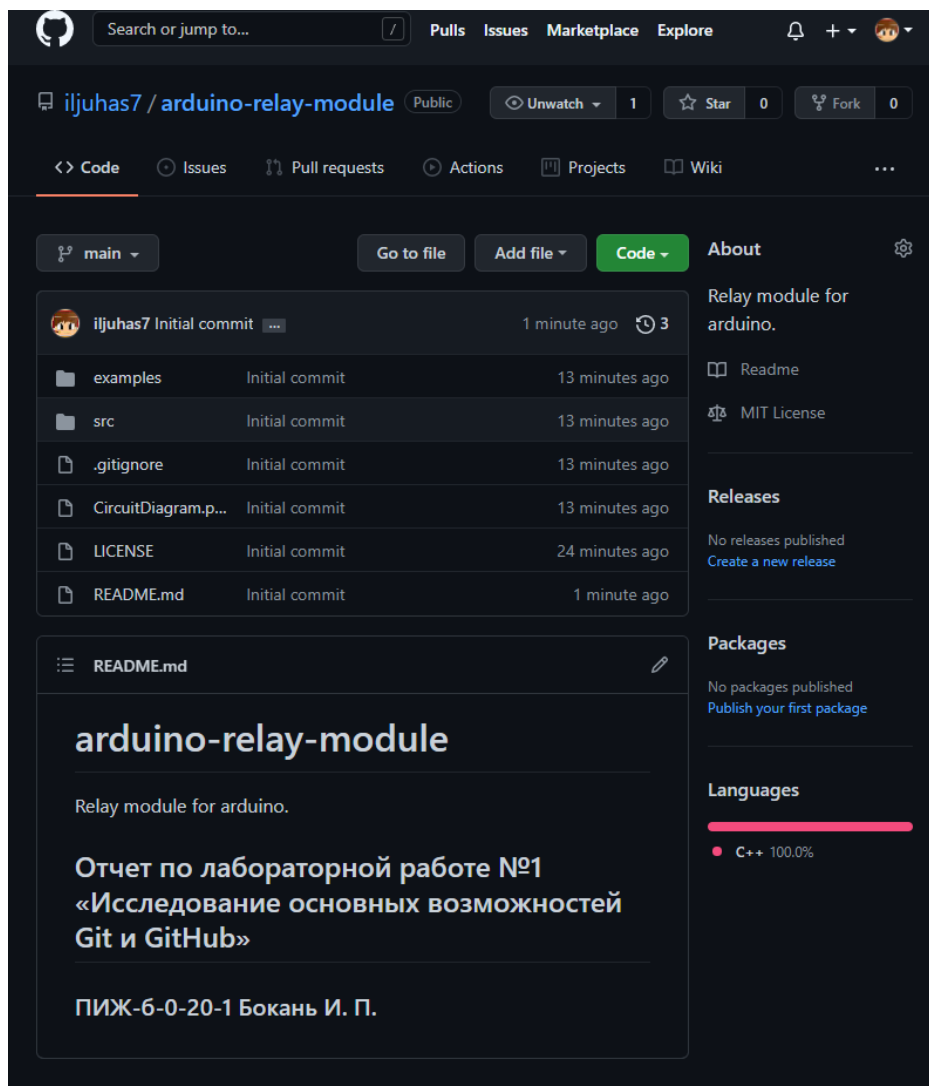 Search or jump to... /
Pulls Issues Marketplace Explore
iljuhas7 / arduino-relay-module Public
Unwatch 1 Star 0 Fork 0
<> Code Issues Pull requests Actions Projects Wiki ...
main Go to file Add file Code
iljuhas7 Initial commit ... 1 minute ago 3
examples Initial commit 13 minutes ago
src Initial commit 13 minutes ago
.gitignore Initial commit 13 minutes ago
CircuitDiagram.p... Initial commit 13 minutes ago
LICENSE Initial commit 24 minutes ago
README.md Initial commit 1 minute ago
README.md
arduino-relay-module
Relay module for arduino.
Отчет по лабораторной работе №1
«Исследование основных возможностей
Git и GitHub»
ПИЖ-б-0-20-1 Бокань И. П.
About
Relay module for
arduino.
Readme
MIT License
Releases
No releases published
Create a new release
Packages
No packages published
Publish your first package
Languages
C++ 100.0%